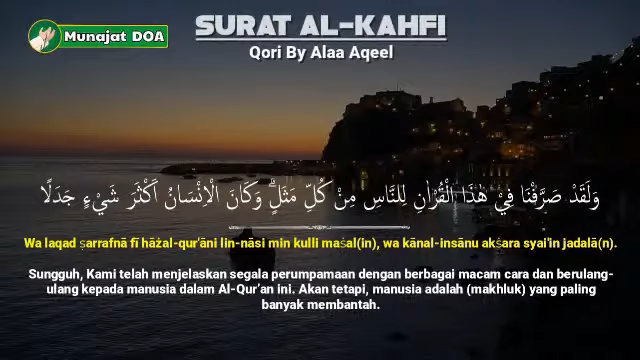 Munajat DOA
SURAT AL-KAHFI
Qori By Alaa Aqeel
وَلَقَدْ صَرَّفْنَا فِيْ هٰذَا الْقُرْاٰنِ لِلنَّاسِ مِنْ كُلِّ مَثَلٍۗ وَكَانَ الْاِنْسَانُ اَكْثَرَ شَيْءٍ جَدَلًا
Wa laqad ṣarrafnā fī hāżal-qur'āni lin-nāsi min kulli maṡal(in), wa kānal-insānu akṡara syai'in jadalā(n).
Sungguh, Kami telah menjelaskan segala perumpamaan dengan berbagai macam cara dan berulang-
ulang kepada manusia dalam Al-Qur’an ini. Akan tetapi, manusia adalah (makhluk) yang paling
banyak membantah.